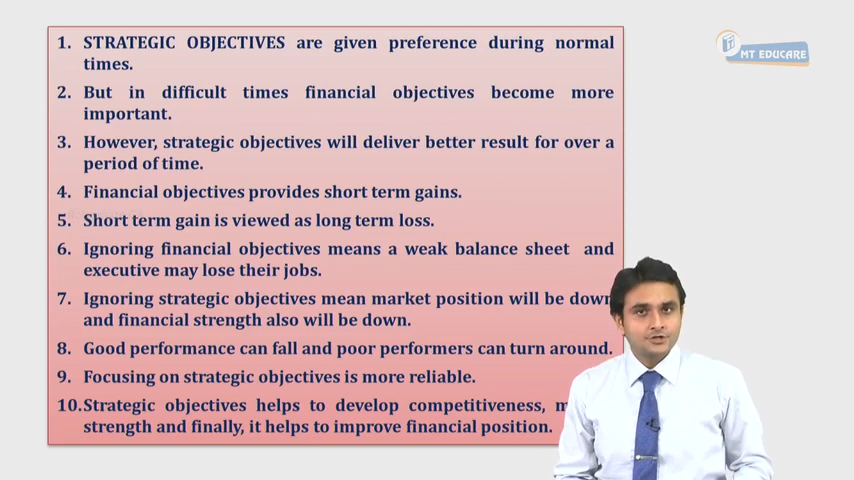 MT EDUCARE
1. STRATEGIC OBJECTIVES are given preference during normal
times.
2. But in difficult times financial objectives become more
important.
3. However, strategic objectives will deliver better result for over a
period of time.
4. Financial objectives provides short term gains.
5. Short term gain is viewed as long term loss.
6. Ignoring financial objectives means a weak balance sheet and
executive may lose their jobs.
7. Ignoring strategic objectives mean market position will be down
and financial strength also will be down.
8. Good performance can fall and poor performers can turn around.
9. Focusing on strategic objectives is more reliable.
10. Strategic objectives helps to develop competitiveness,
strength and finally, it helps to improve financial position.